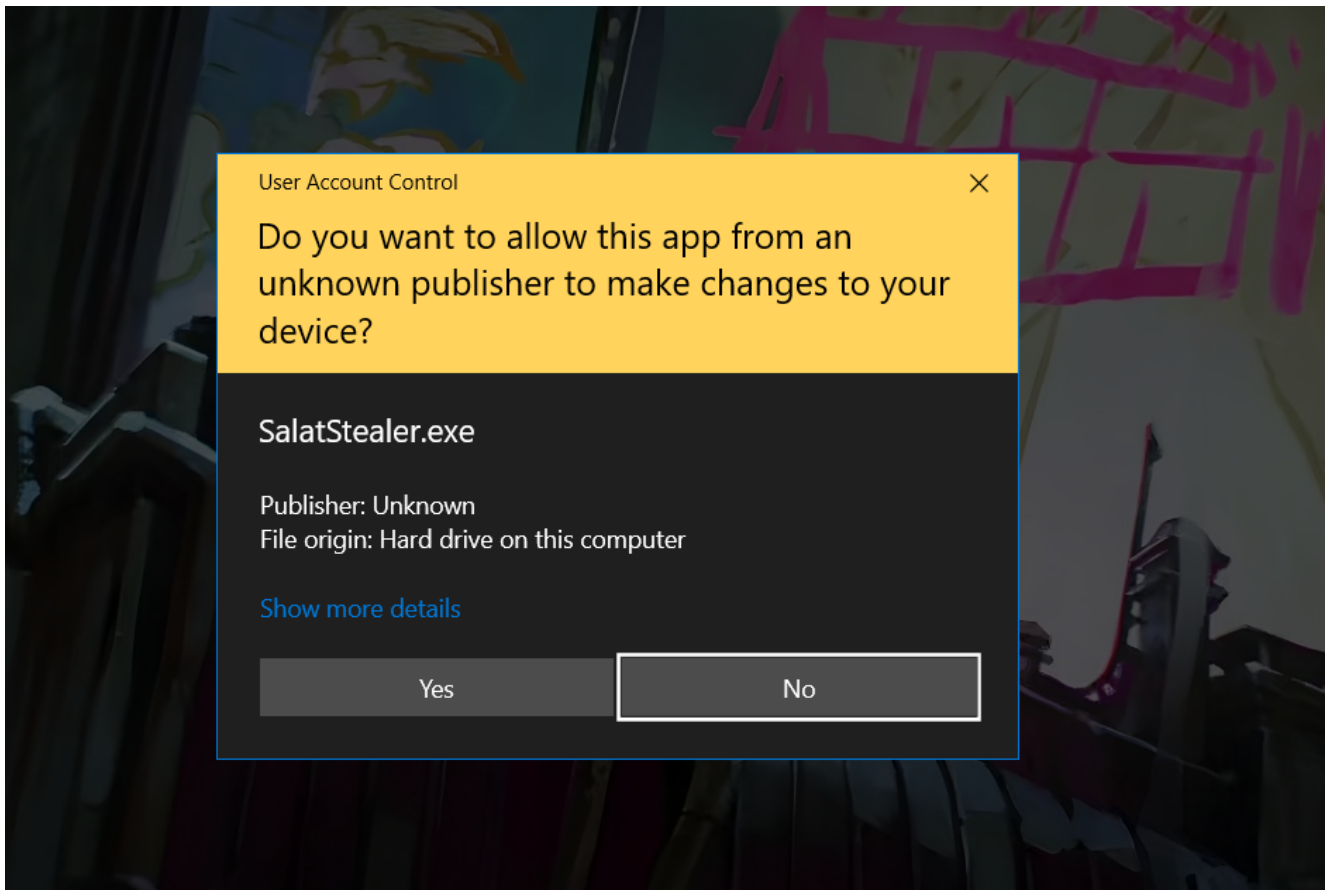 User Account Control
Do you want to allow this app from an
unknown publisher to make changes to your
device?
SalatStealer.exe
Publisher: Unknown
File origin: Hard drive on this computer
Show more details
Yes
No